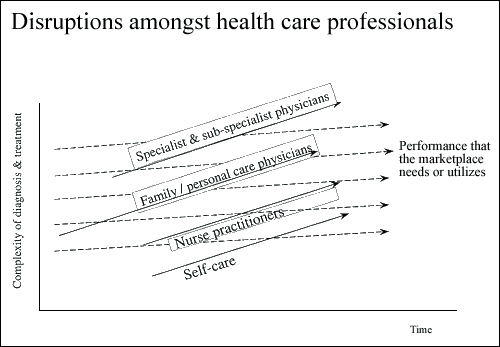 Disruptions amongst health care professionals
Complexity of diagnosis & treatment
Specialist & sub-specialist physicians
Family / personal care physicians
Nurse practitioners
Self-care
Performance that
the marketplace
needs or utilizes
Time